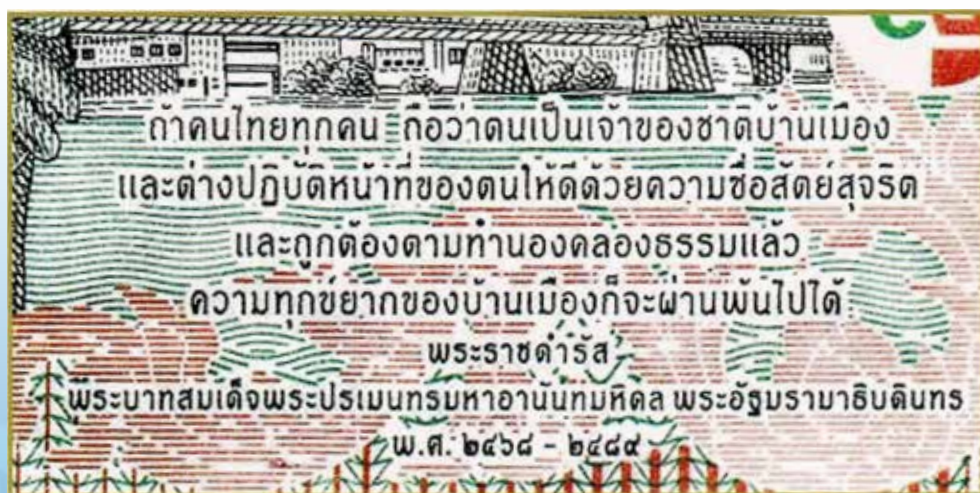 ถ้าคนไทยทุกคน ถือว่าตนเป็นเจ้าของชาติบ้านเมือง
และต่างปฏิบัติหน้าที่ของตนให้ดีด้วยความซื่อสัตย์สุจริต
และถูกต้องตามทำนองคลองธรรมแล้ว
ความทุกข์ยากของบ้านเมืองก็จะผ่านพ้นไปได้
พระราชดำรัส
พระบาทสมเด็จพระปรเมนทรมหาอานันทมหิดล พระอัฐมรามาธิบดินทร
พ.ศ. ๒๔๖๘ - ๒๔๘๙